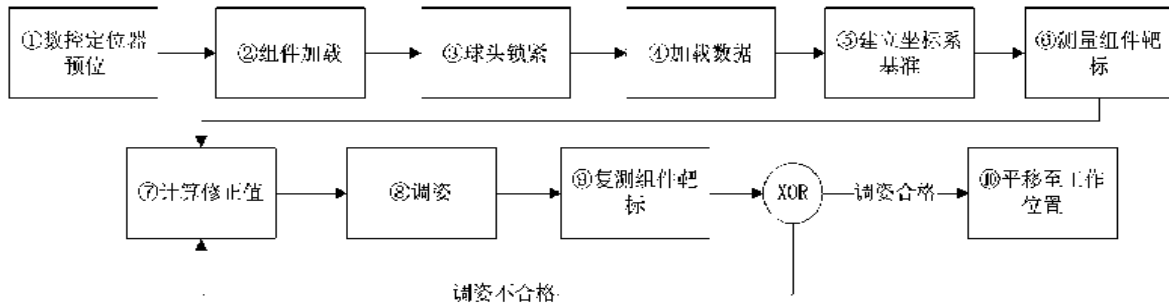 ①数控定位器
预位
②组件加载
③球头锁紧
④加载数据
⑤建立坐标系
基准
⑥测量组件靶
标
⑦计算修正值
⑧调姿
⑨复测组件靶
标
XOR
调姿合格
⑩平移至工作
位置
调姿不合格